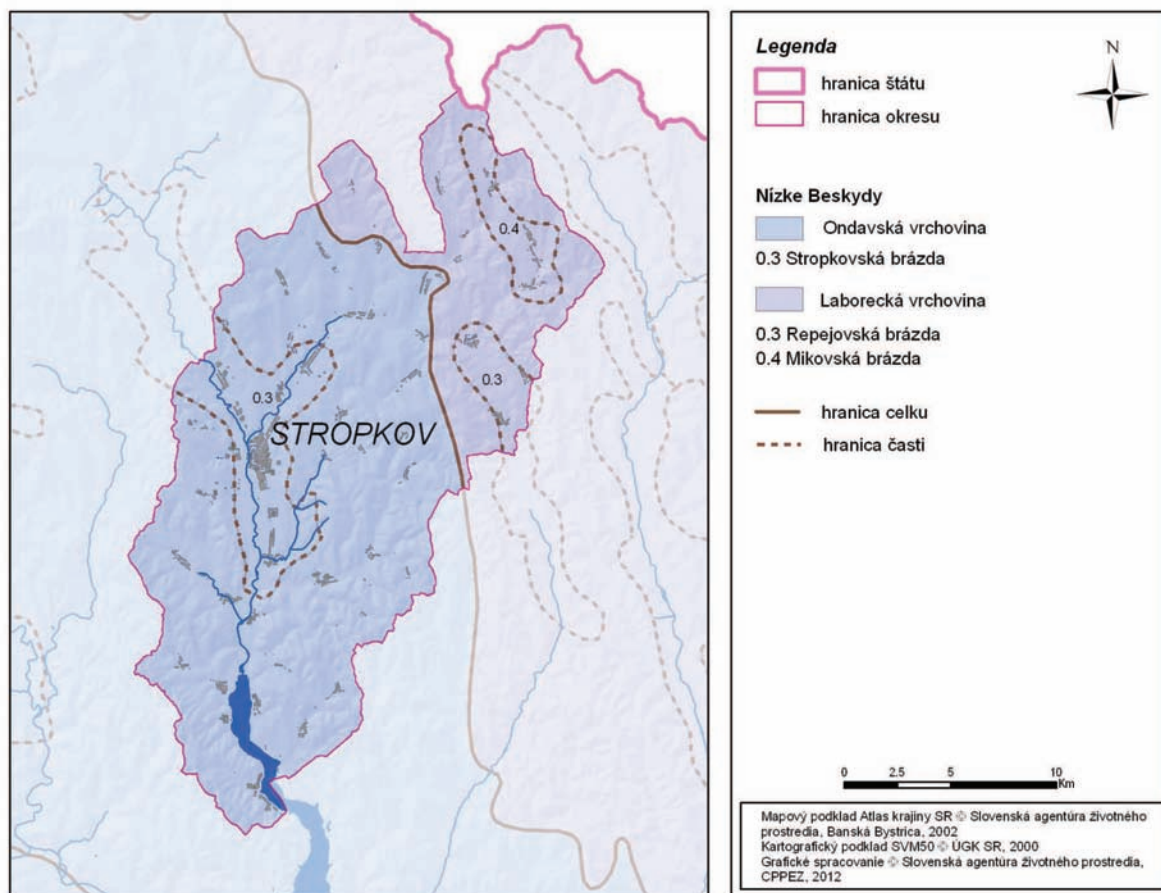 0.4
0.3
0.3
STROPKOV
Legenda
hranica štátu
hranica okresu
N
Nízke Beskydy
Ondavská vrchovina
0.3 Stropkovská brázda
Laborecká vrchovina
0.3 Repejovská brázda
0.4 Mikovská brázda
hranica celku
hranica časti
0 2.5 5 10
Km
Mapový podklad Atlas krajiny SR © Slovenská agentúra životného
prostredia, Banská Bystrica, 2002
Kartografický podklad SVM50 © ÚGK SR, 2000
Grafické spracovanie © Slovenská agentúra životného prostredia,
CPPEZ, 2012